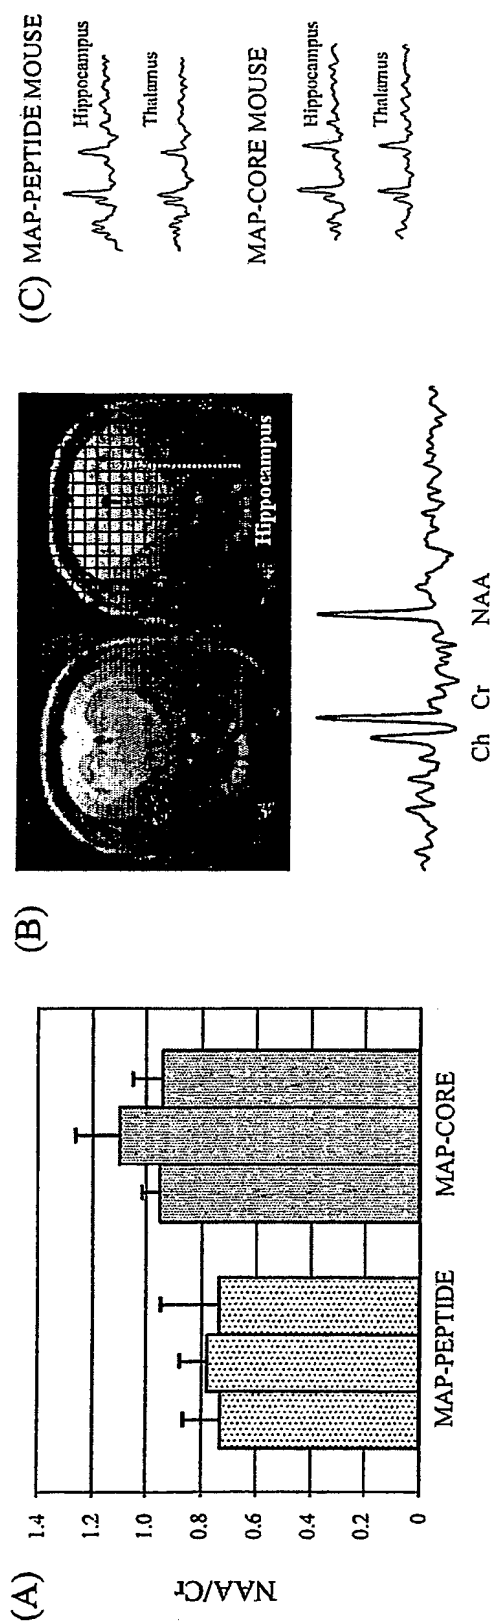 (A)
NAA/Cr
1.4
1.2
1.0
0.8
0.6
0.4
0.2
0
MAP-PEPTIDE
MAP-CORE
(B)
Hippocampus
Ch Cr NAA
(C)
MAP-PEPTIDE MOUSE
Hippocampus
Thalamus
MAP-CORE MOUSE
Hippocampus
Thalamus